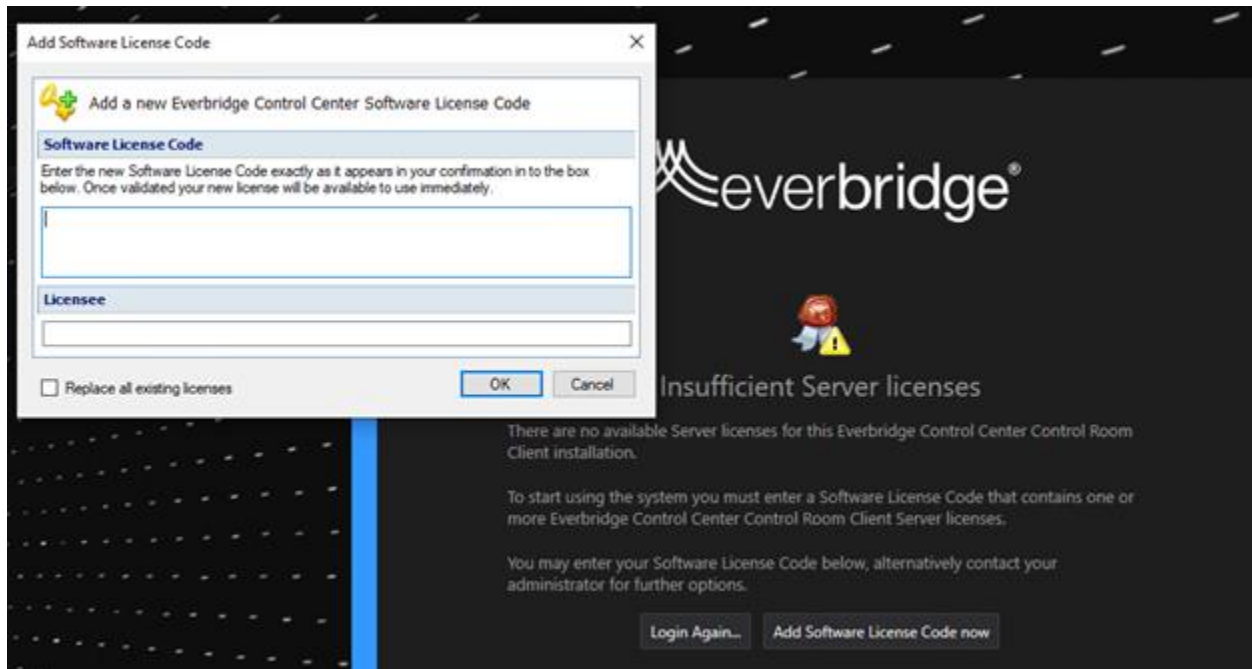 Add Software License Code
Add a new Everbridge Control Center Software License Code
Software License Code
Enter the new Software License Code exactly as it appears in your confirmation in to the box
below. Once validated your new license will be available to use immediately.
Licensee
Replace all existing licenses
OK
Cancel
everbridge®
Insufficient Server licenses
There are no available Server licenses for this Everbridge Control Center Control Room
Client installation.
To start using the system you must enter a Software License Code that contains one or
more Everbridge Control Center Control Room Client Server licenses.
You may enter your Software License Code below, alternatively contact your
administrator for further options.
Login Again...
Add Software License Code now